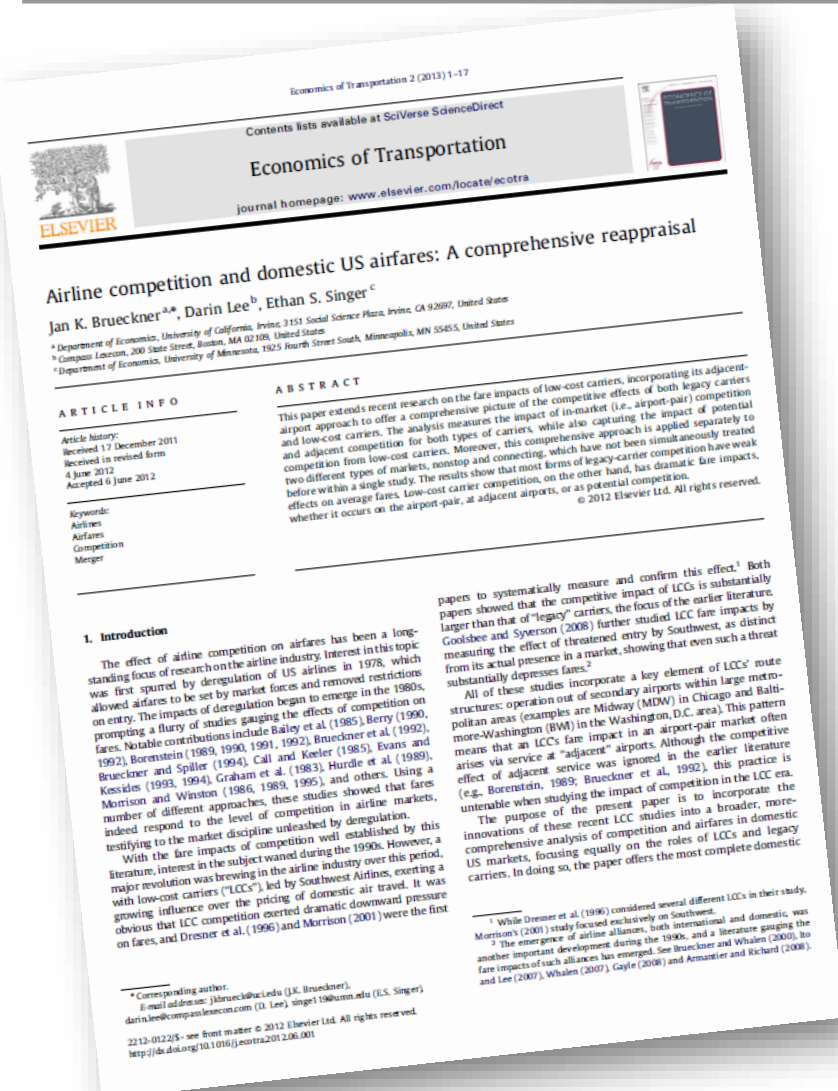 Economics of Transportation 2 (2013) 1–17
Contents lists available at SciVerse ScienceDirect
Economics of Transportation
journal homepage: www.elsevier.com/locate/ecotra
ELSEVIER
ECONOMICS OF
TRANSPORTATION
Airline competition and domestic US airfares: A comprehensive reappraisal
Jan K. Brueckner a,*, Darin Lee b, Ethan S. Singer c
a Department of Economics, University of California, Irvine, 3151 Social Science Plaza, Irvine, CA 92697, United States
b Compass Lexecon, 200 State Street, Boston, MA 02109, United States
c Department of Economics, University of Minnesota, 1925 Fourth Street South, Minneapolis, MN 55455, United States
ARTICLE INFO
Article history:
Received 17 December 2011
Received in revised form
4 June 2012
Accepted 6 June 2012
Keywords:
Airlines
Airfares
Competition
Merger
ABSTRACT
This paper extends recent research on the fare impacts of low-cost carriers, incorporating its adjacent-
airport approach to offer a comprehensive picture of the competitive effects of both legacy carriers
and low-cost carriers. The analysis measures the impact of in-market (i.e., airport-pair) competition
and adjacent competition for both types of carriers, while also capturing the impact of potential
competition from low-cost carriers. Moreover, this comprehensive approach is applied separately to
two different types of markets, nonstop and connecting, which have not been simultaneously treated
before within a single study. The results show that most forms of legacy-carrier competition have weak
effects on average fares. Low-cost carrier competition, on the other hand, has dramatic fare impacts,
whether it occurs on the airport-pair, at adjacent airports, or as potential competition.
© 2012 Elsevier Ltd. All rights reserved.
1. Introduction
The effect of airline competition on airfares has been a long-
standing focus of research on the airline industry. Interest in this topic
was first spurred by deregulation of US airlines in 1978, which
allowed airfares to be set by market forces and removed restrictions
on entry. The impacts of deregulation began to emerge in the 1980s,
prompting a flurry of studies gauging the effects of competition on
fares. Notable contributions include Bailey et al. (1985), Berry (1990,
1992), Borenstein (1989, 1990, 1991, 1992), Brueckner et al. (1992),
Brueckner and Spiller (1994), Call and Keeler (1985), Evans and
Kessides (1993, 1994), Graham et al. (1983), Hurdle et al. (1989),
Morrison and Winston (1986, 1989, 1995), and others. Using a
number of different approaches, these studies showed that fares
indeed respond to the level of competition in airline markets,
testifying to the market discipline unleashed by deregulation.
With the fare impacts of competition well established by this
literature, interest in the subject waned during the 1990s. However, a
major revolution was brewing in the airline industry over this period,
with low-cost carriers (“LCCs”), led by Southwest Airlines, exerting a
growing influence over the pricing of domestic air travel. It was
obvious that LCC competition exerted dramatic downward pressure
on fares, and Dresner et al. (1996) and Morrison (2001) were the first
papers to systematically measure and confirm this effect.1 Both
papers showed that the competitive impact of LCCs is substantially
larger than that of “legacy” carriers, the focus of the earlier literature.
Goolsbee and Syverson (2008) further studied LCC fare impacts by
measuring the effect of threatened entry by Southwest, as distinct
from its actual presence in a market, showing that even such a threat
substantially depresses fares.2
All of these studies incorporate a key element of LCCs’ route
structures: operation out of secondary airports within large metro-
politan areas (examples are Midway (MDW) in Chicago and Balti-
more-Washington (BWI) in the Washington, D.C. area). This pattern
means that an LCC’s fare impact in an airport-pair market often
arises via service at “adjacent” airports. Although the competitive
effect of adjacent service was ignored in the earlier literature
(e.g., Borenstein, 1989; Brueckner et al., 1992), this practice is
untenable when studying the impact of competition in the LCC era.
The purpose of the present paper is to incorporate the
innovations of these recent LCC studies into a broader, more-
comprehensive analysis of competition and airfares in domestic
US markets, focusing equally on the roles of LCCs and legacy
carriers. In doing so, the paper offers the most complete domestic
* Corresponding author.
E-mail addresses: jkbrueck@uci.edu (J.K. Brueckner),
darin.lee@compasslexecon.com (D. Lee), singe119@umn.edu (E.S. Singer).
1 While Dresner et al. (1996) considered several different LCCs in their study,
Morrison’s (2001) study focused exclusively on Southwest.
2 The emergence of airline alliances, both international and domestic, was
another important development during the 1990s, and a literature gauging the
fare impacts of such alliances has emerged. See Brueckner and Whalen (2000), Ito
and Lee (2007), Whalen (2007), Gayle (2008) and Armantier and Richard (2008).
2212-0122/$ - see front matter © 2012 Elsevier Ltd. All rights reserved.
http://dx.doi.org/10.1016/j.ecotra.2012.06.001